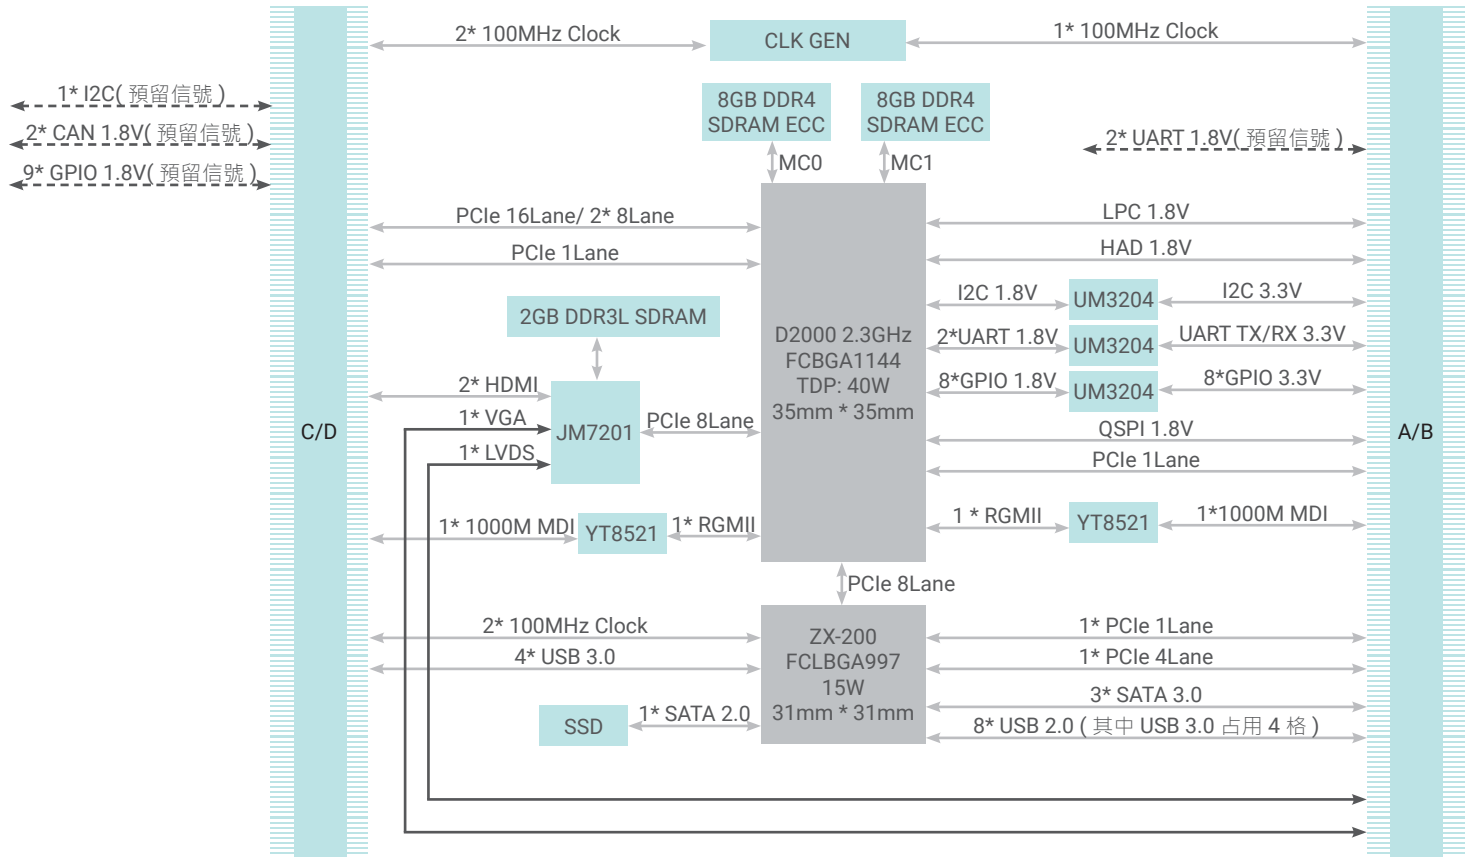 2* 100MHz Clock
CLK GEN
1* 100MHz Clock
1* I2C( 預留信號 )
2* CAN 1.8V( 預留信號 )
9* GPIO 1.8V( 預留信號 )
8GB DDR4
SDRAM ECC
8GB DDR4
SDRAM ECC
2* UART 1.8V( 預留信號 )
MC0
MC1
PCIe 16Lane/ 2* 8Lane
PCIe 1Lane
LPC 1.8V
HAD 1.8V
I2C 1.8V
UM3204
I2C 3.3V
2GB DDR3L SDRAM
D2000 2.3GHz
FCBGA1144
TDP: 40W
35mm * 35mm
2*UART 1.8V
UM3204
UART TX/RX 3.3V
8*GPIO 1.8V
UM3204
8*GPIO 3.3V
2* HDMI
1* VGA
1* LVDS
JM7201
PCIe 8Lane
C/D
A/B
QSPI 1.8V
PCIe 1Lane
1* 1000M MDI
YT8521
1* RGMII
1 * RGMII
YT8521
1*1000M MDI
PCIe 8Lane
2* 100MHz Clock
4* USB 3.0
ZX-200
FCLBGA997
15W
31mm * 31mm
1* PCIe 1Lane
1* PCIe 4Lane
3* SATA 3.0
SSD
1* SATA 2.0
8* USB 2.0 ( 其中 USB 3.0 占用 4 格 )